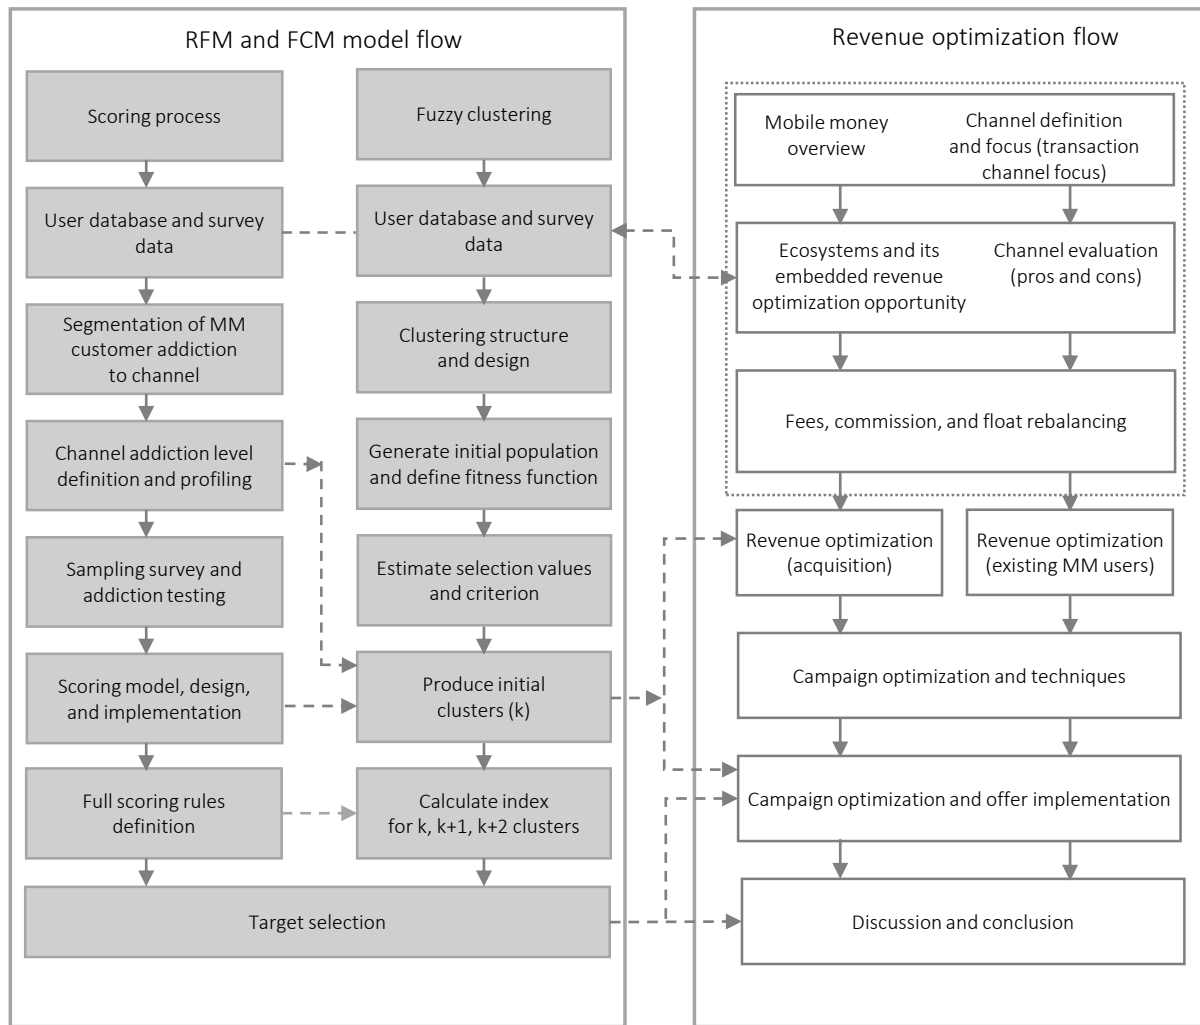 RFM and FCM model flow
Scoring process
User database and survey
data
Segmentation of MM
customer addiction
to channel
Channel addiction level
definition and profiling
Sampling survey and
addiction testing
Scoring model, design,
and implementation
Full scoring rules
definition
Fuzzy clustering
User database and survey
data
Clustering structure
and design
Generate initial population
and define fitness function
Estimate selection values
and criterion
Produce initial
clusters (k)
Calculate index
for k, k+1, k+2 clusters
Target selection
Revenue optimization flow
Mobile money
overview
Channel definition
and focus (transaction
channel focus)
Ecosystems and its
embedded revenue
optimization opportunity
Channel evaluation
(pros and cons)
Fees, commission, and float rebalancing
Revenue optimization
(acquisition)
Revenue optimization
(existing MM users)
Campaign optimization and techniques
Campaign optimization and offer implementation
Discussion and conclusion